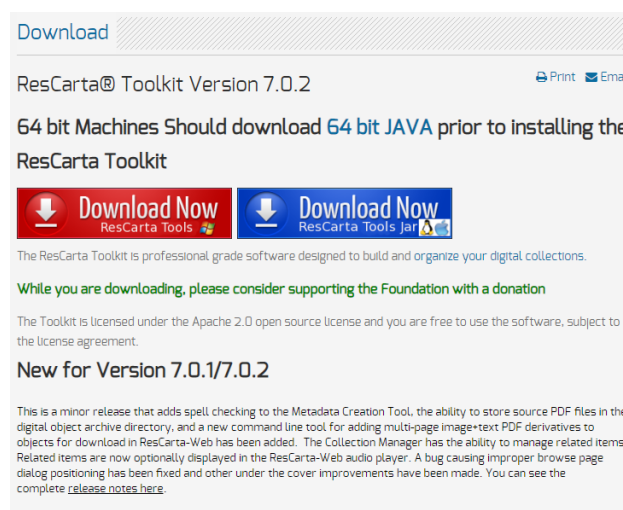 Download
ResCarta® Toolkit Version 7.0.2
Print Ema
64 bit Machines Should download 64 bit JAVA prior to installing the
ResCarta Toolkit
Download Now
ResCarta Tools
Download Now
ResCarta Tools Jar
The ResCarta Toolkit is professional grade software designed to build and organize your digital collections.
While you are downloading, please consider supporting the Foundation with a donation
The Toolkit is licensed under the Apache 2.0 open source license and you are free to use the software, subject to
the license agreement.
New for Version 7.0.1/7.0.2
This is a minor release that adds spell checking to the Metadata Creation Tool, the ability to store source PDF files in the
digital object archive directory, and a new command line tool for adding multi-page image+text PDF derivatives to
objects for download in ResCarta-Web has been added. The Collection Manager has the ability to manage related items
Related items are now optionally displayed in the ResCarta-Web audio player. A bug causing improper browse page
dialog positioning has been fixed and other under the cover improvements have been made. You can see the
complete release notes here.